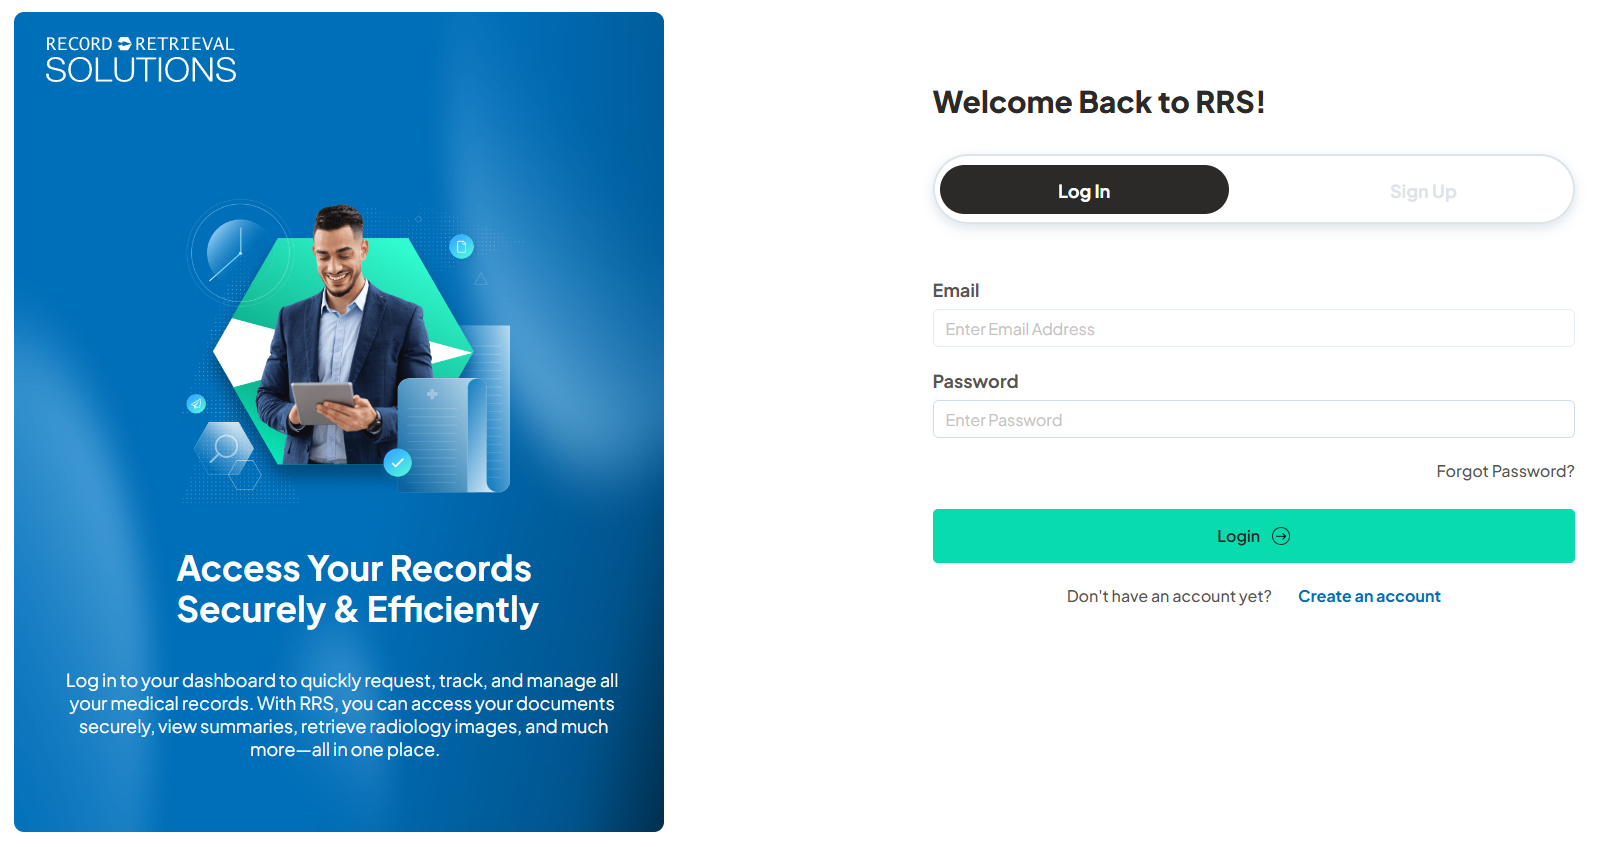 RECORD RETRIEVAL
SOLUTIONS
Access Your Records
Securely & Efficiently
Log in to your dashboard to quickly request, track, and manage all
your medical records. With RRS, you can access your documents
securely, view summaries, retrieve radiology images, and much
more—all in one place.
Welcome Back to RRS!
Log In
Sign Up
Email
Enter Email Address
Password
Enter Password
Forgot Password?
Login
Don't have an account yet? Create an account